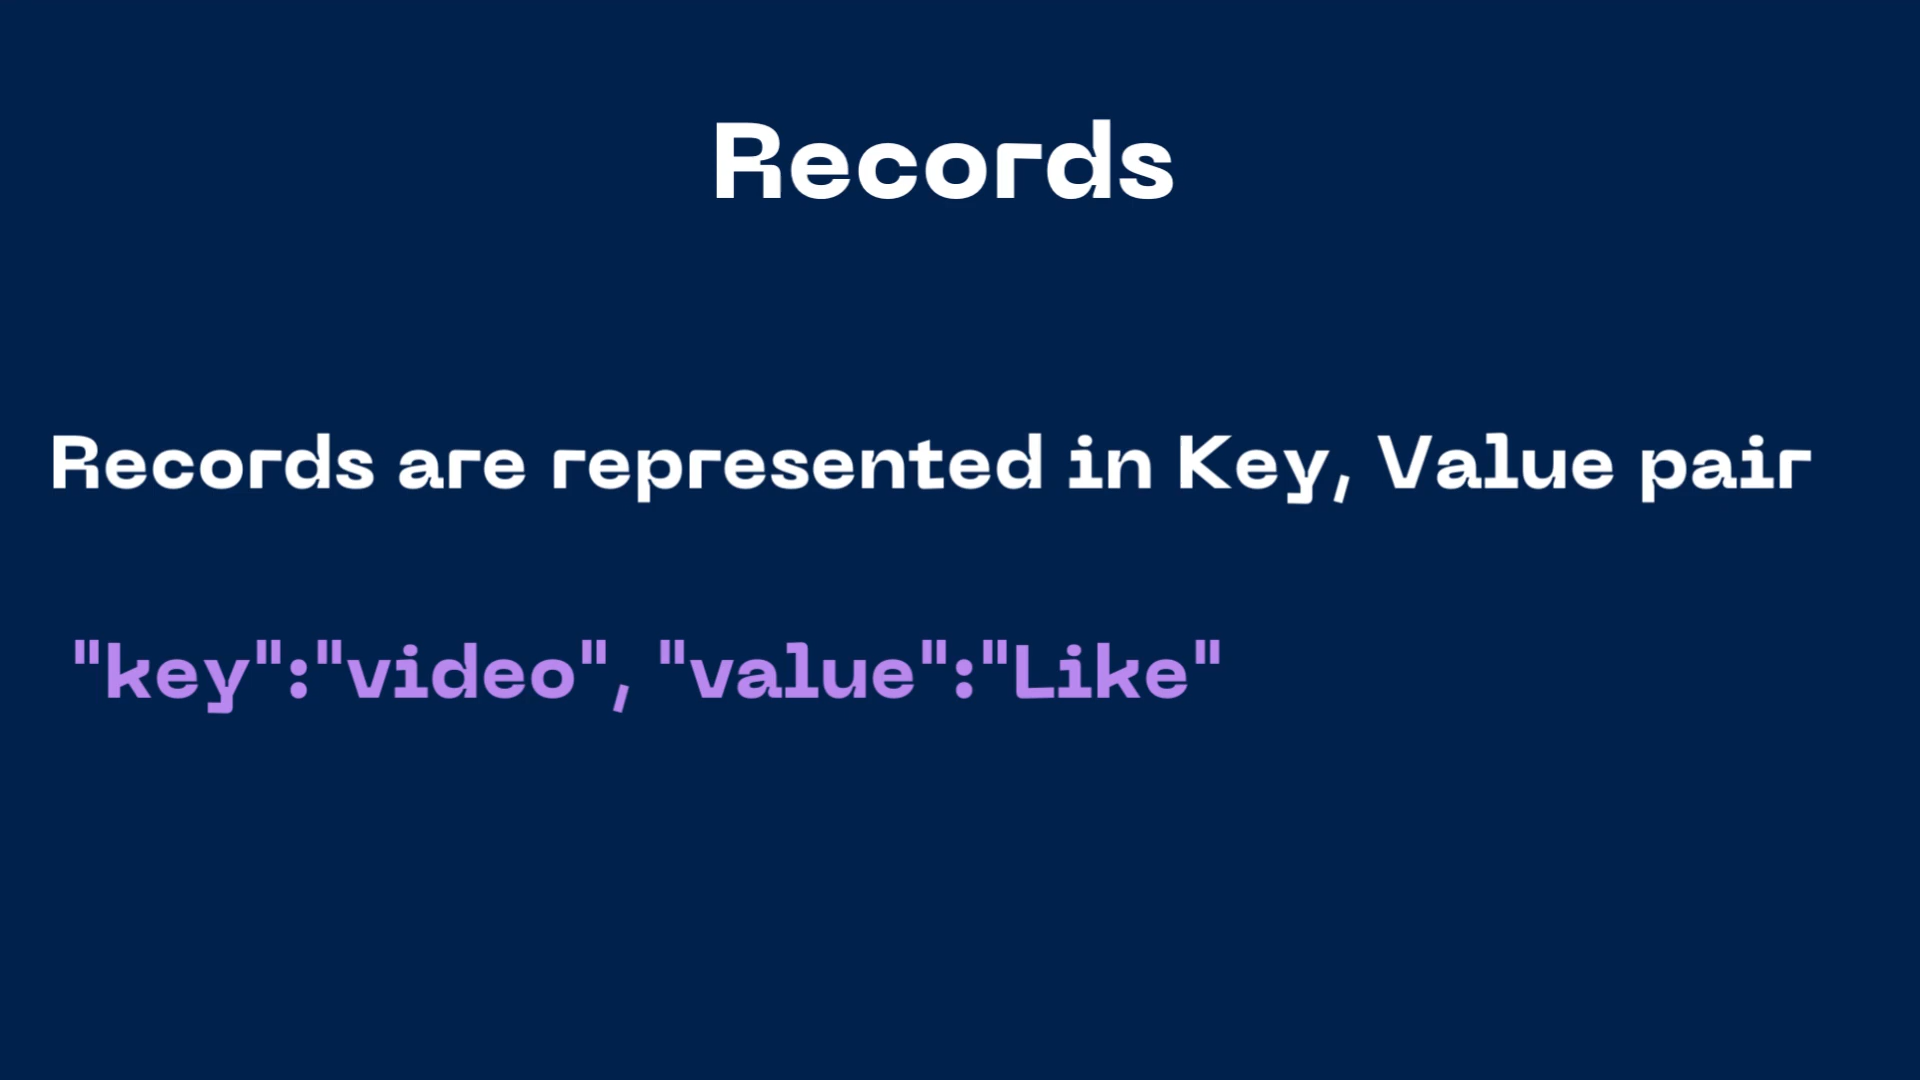 Records
Records are represented in Key, Value pair
"key":"video", "value":"Like"